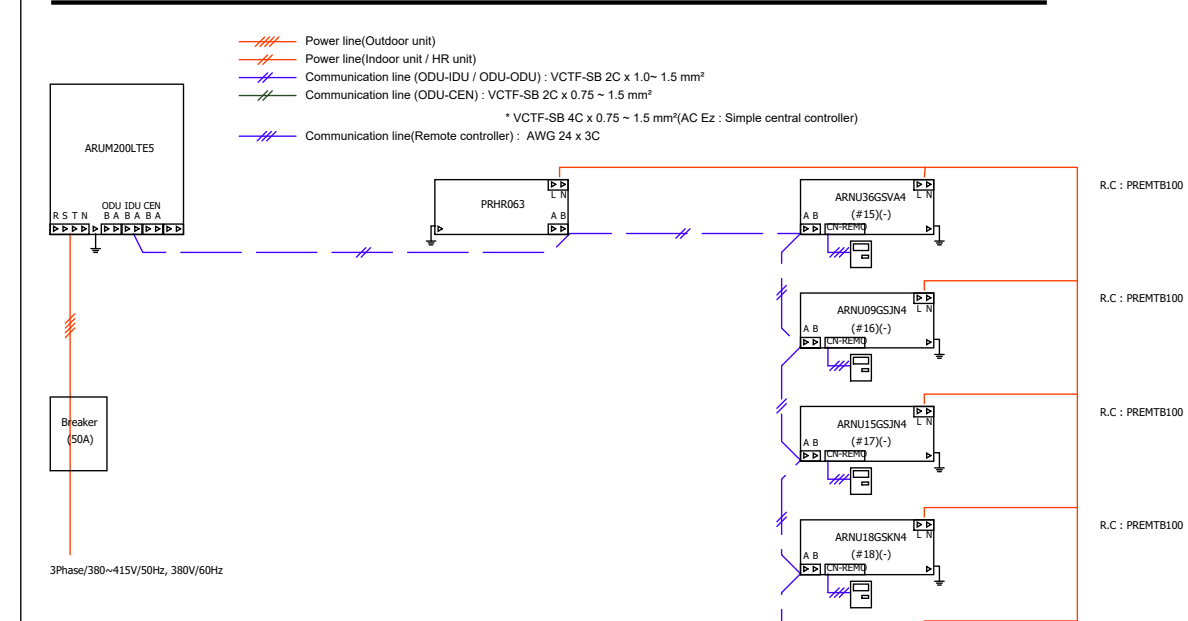 Power line(Outdoor unit)
Power line(Indoor unit / HR unit)
Communication line (ODU-IDU / ODU-ODU) : VCTF-SB 2C x 1.0~ 1.5 mm²
Communication line (ODU-CEN) : VCTF-SB 2C x 0.75 ~ 1.5 mm²
* VCTF-SB 4C x 0.75 ~ 1.5 mm²(AC Ez : Simple central controller)
Communication line(Remote controller) : AWG 24 x 3C
ARUM200LTE5
ODU IDU CEN
R S T N B A B A B A
PRHR063
L N
A B
ARNU36GSVA4
L N
(#15)(-)
A B
CN-REMO
R.C : PREMTB100
ARNU09GSJN4
L N
(#16)(-)
A B
CN-REMO
R.C : PREMTB100
ARNU15GSJN4
L N
(#17)(-)
A B
CN-REMO
R.C : PREMTB100
ARNU18GSKN4
L N
(#18)(-)
A B
CN-REMO
R.C : PREMTB100
Breaker
(50A)
3Phase/380~415V/50Hz, 380V/60Hz